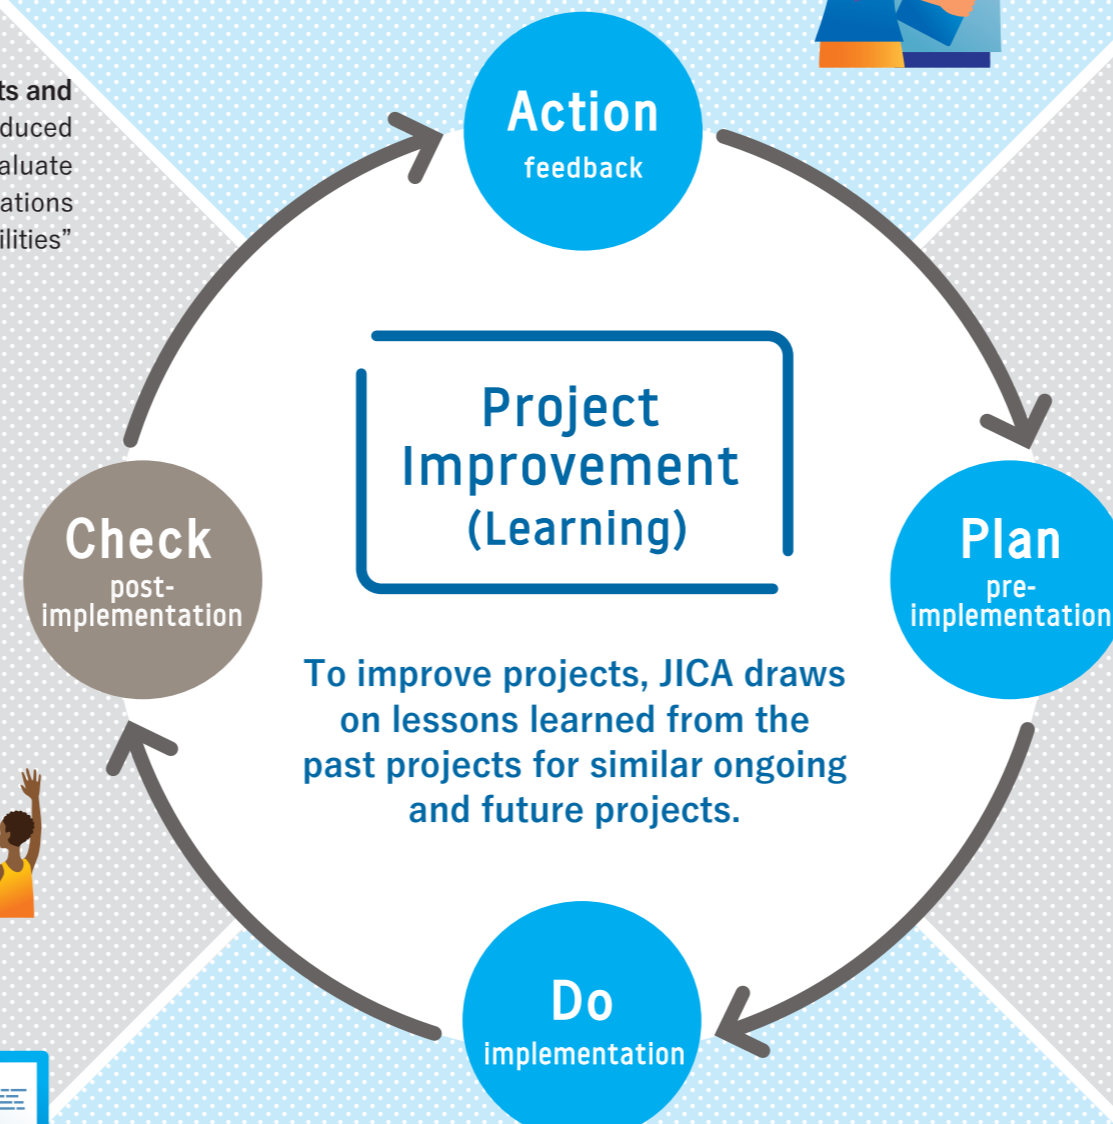 ts and
duced
aluate
ations
ilities”
Action
feedback
Project
Improvement
(Learning)
Check
post-
implementation
Plan
pre-
implementation
To improve projects, JICA draws
on lessons learned from the
past projects for similar ongoing
and future projects.
Do
implementation